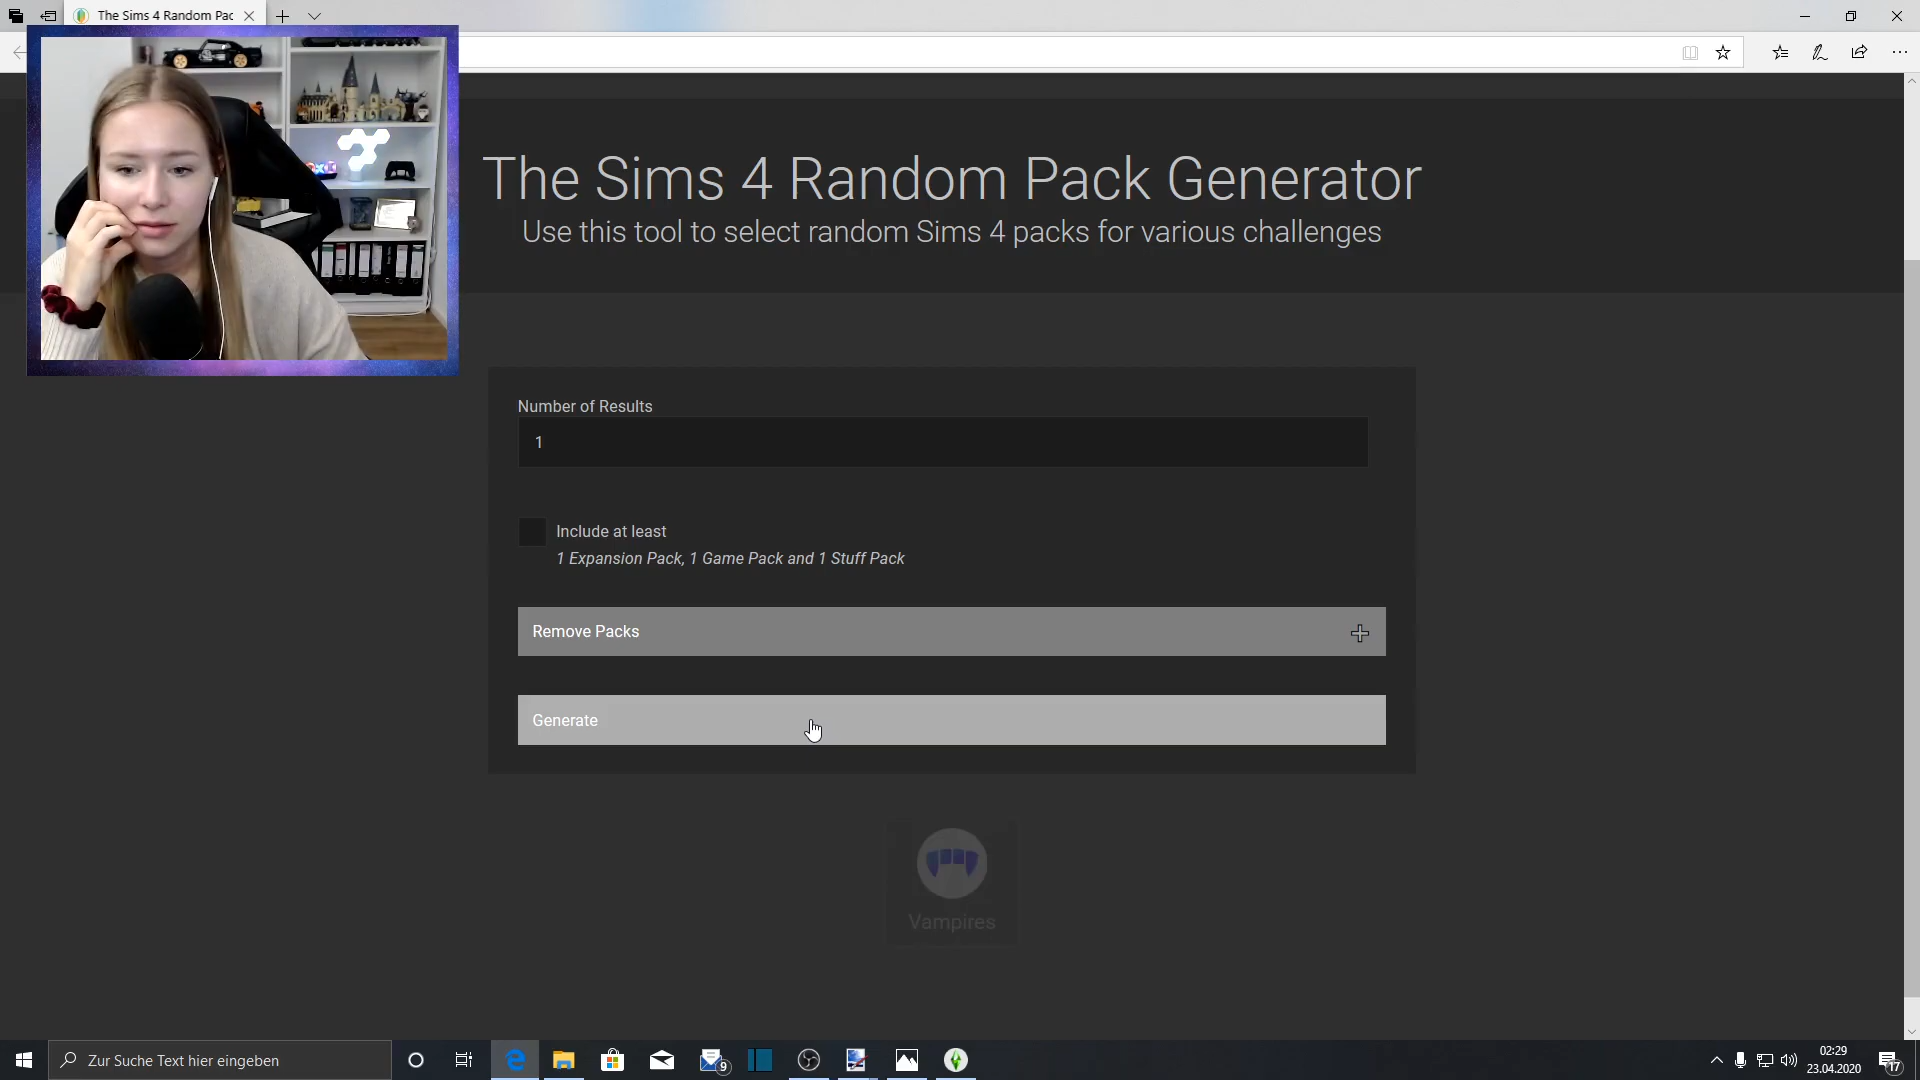 The Sims 4 Random Pac
The Sims 4 Random Pack Generator
Use this tool to select random Sims 4 packs for various challenges
Number of Results
1
Include at least
1 Expansion Pack, 1 Game Pack and 1 Stuff Pack
Remove Packs
Generate
Vampires
Zur Suche Text hier eingeben
9
02:29
23.04.2020
17